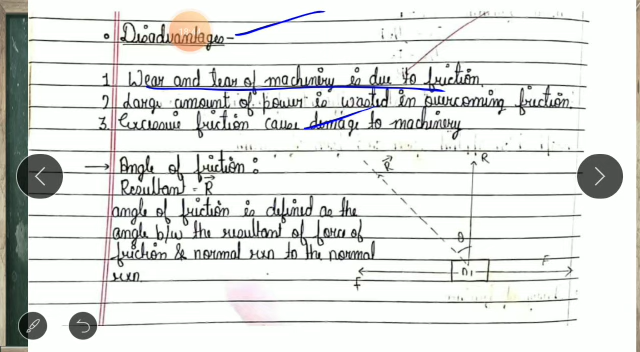 • Disadvantages -
1 Wear and tear of machinery is due to friction
2 Large amount of power is wasted in overcoming friction.
3. Excessive friction cause damage to machinery
→ Angle of friction :
Resultant = R⃗
angle of friction is defined as the
angle b/w the resultant of force of
friction & normal rxn to the normal
rxn
R⃗
R
θ
m
F
f